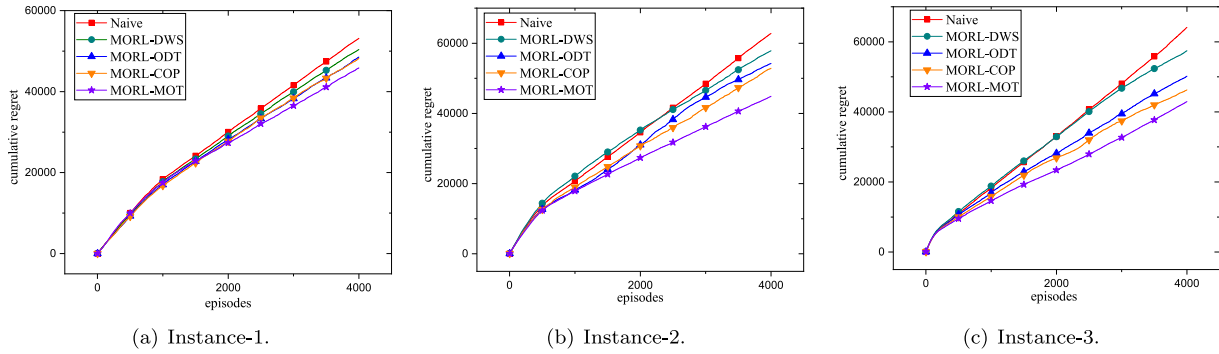 60000
40000
20000
0
cumulative regret
Naive
MORL-DWS
MORL-ODT
MORL-COP
MORL-MOT
0
2000
4000
episodes
(a) Instance-1.
60000
40000
20000
0
cumulative regret
Naive
MORL-DWS
MORL-ODT
MORL-COP
MORL-MOT
0
2000
4000
episodes
(b) Instance-2.
60000
40000
20000
0
cumulative regret
Naive
MORL-DWS
MORL-ODT
MORL-COP
MORL-MOT
0
2000
4000
episodes
(c) Instance-3.